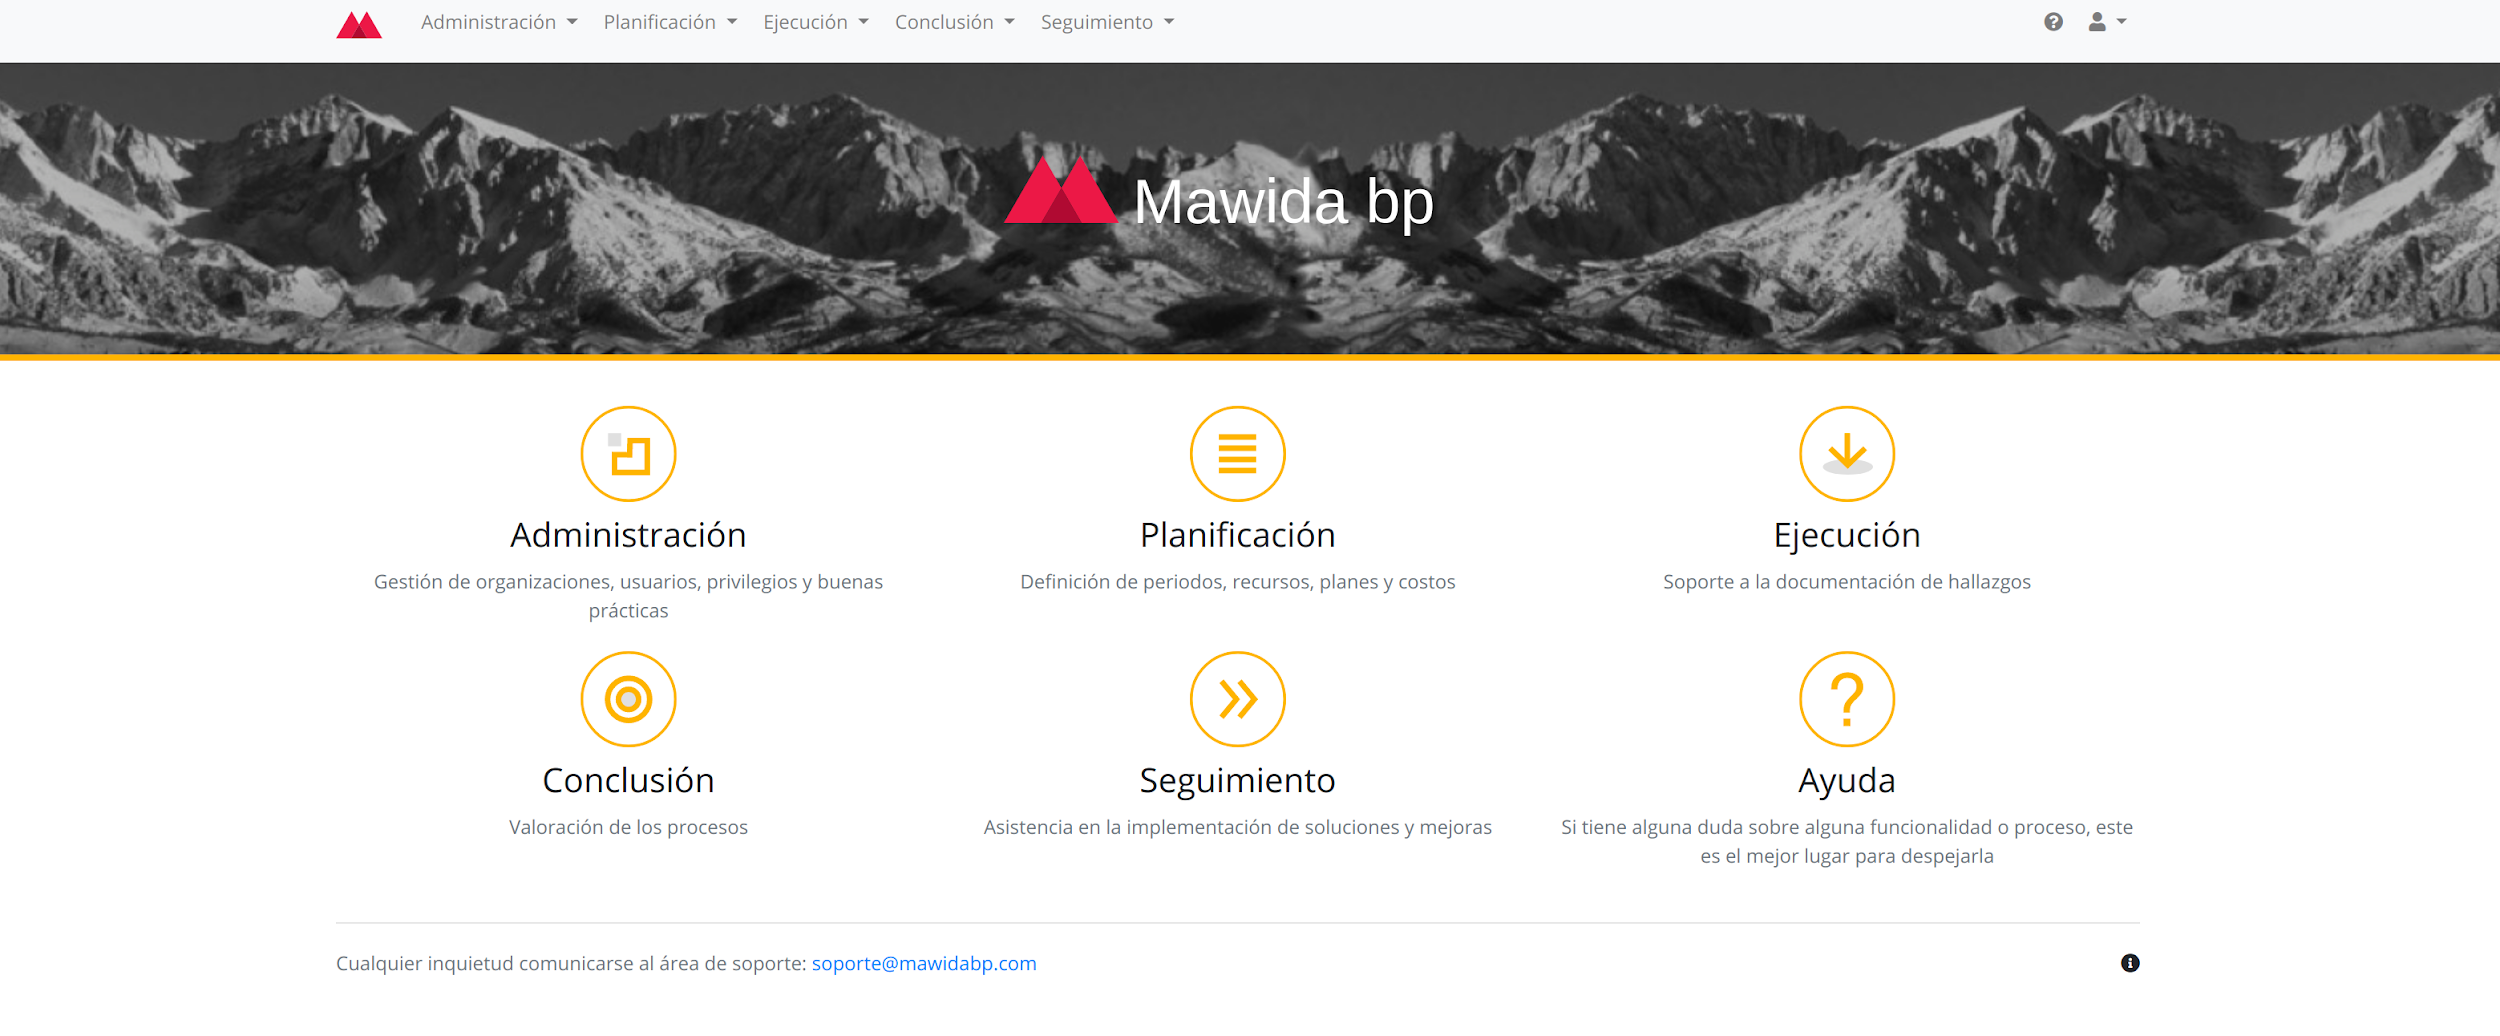 Administración Planificación Ejecución Conclusión Seguimiento
Mawida bp
Administración
Gestión de organizaciones, usuarios, privilegios y buenas
prácticas
Planificación
Definición de periodos, recursos, planes y costos
Ejecución
Soporte a la documentación de hallazgos
Conclusión
Valoración de los procesos
Seguimiento
Asistencia en la implementación de soluciones y mejoras
Ayuda
Si tiene alguna duda sobre alguna funcionalidad o proceso, este
es el mejor lugar para despejarla
Cualquier inquietud comunicarse al área de soporte: soporte@mawidabp.com